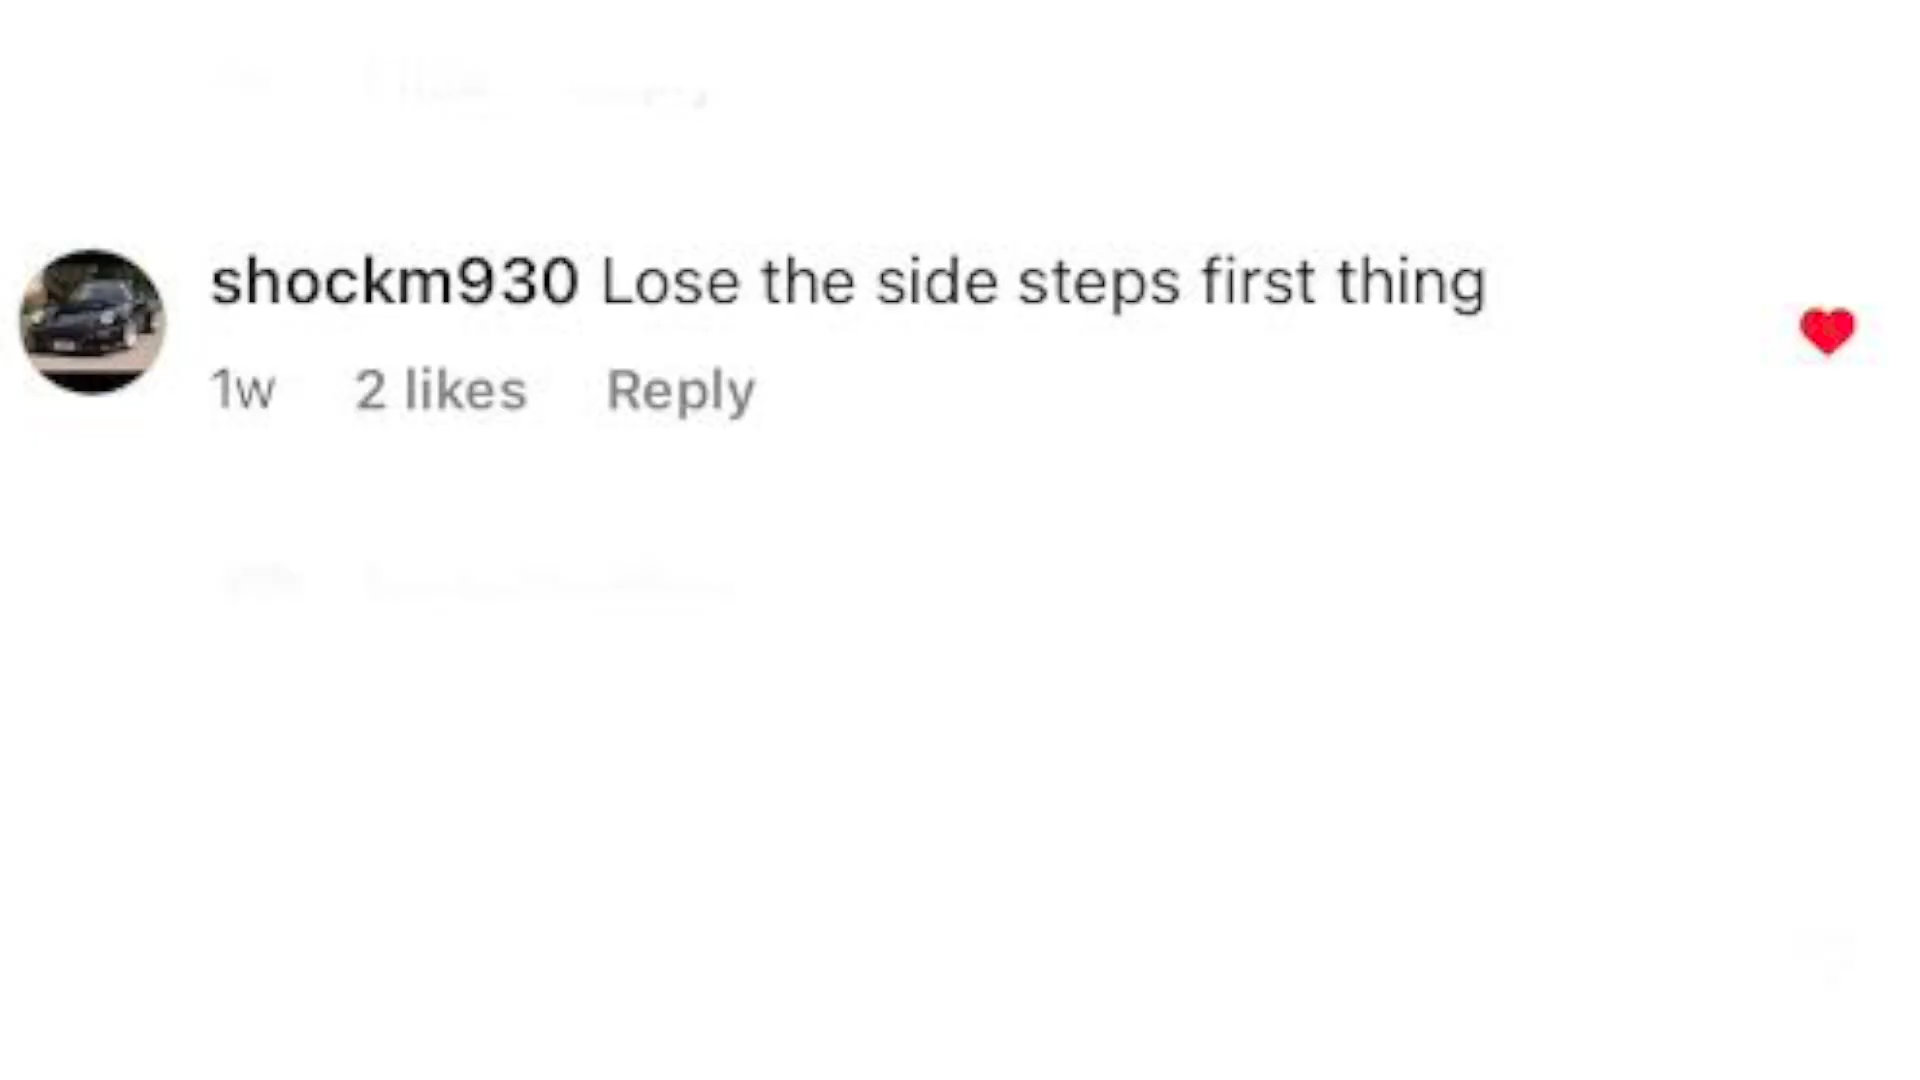 shockm930 Lose the side steps first thing
1w 2 likes Reply